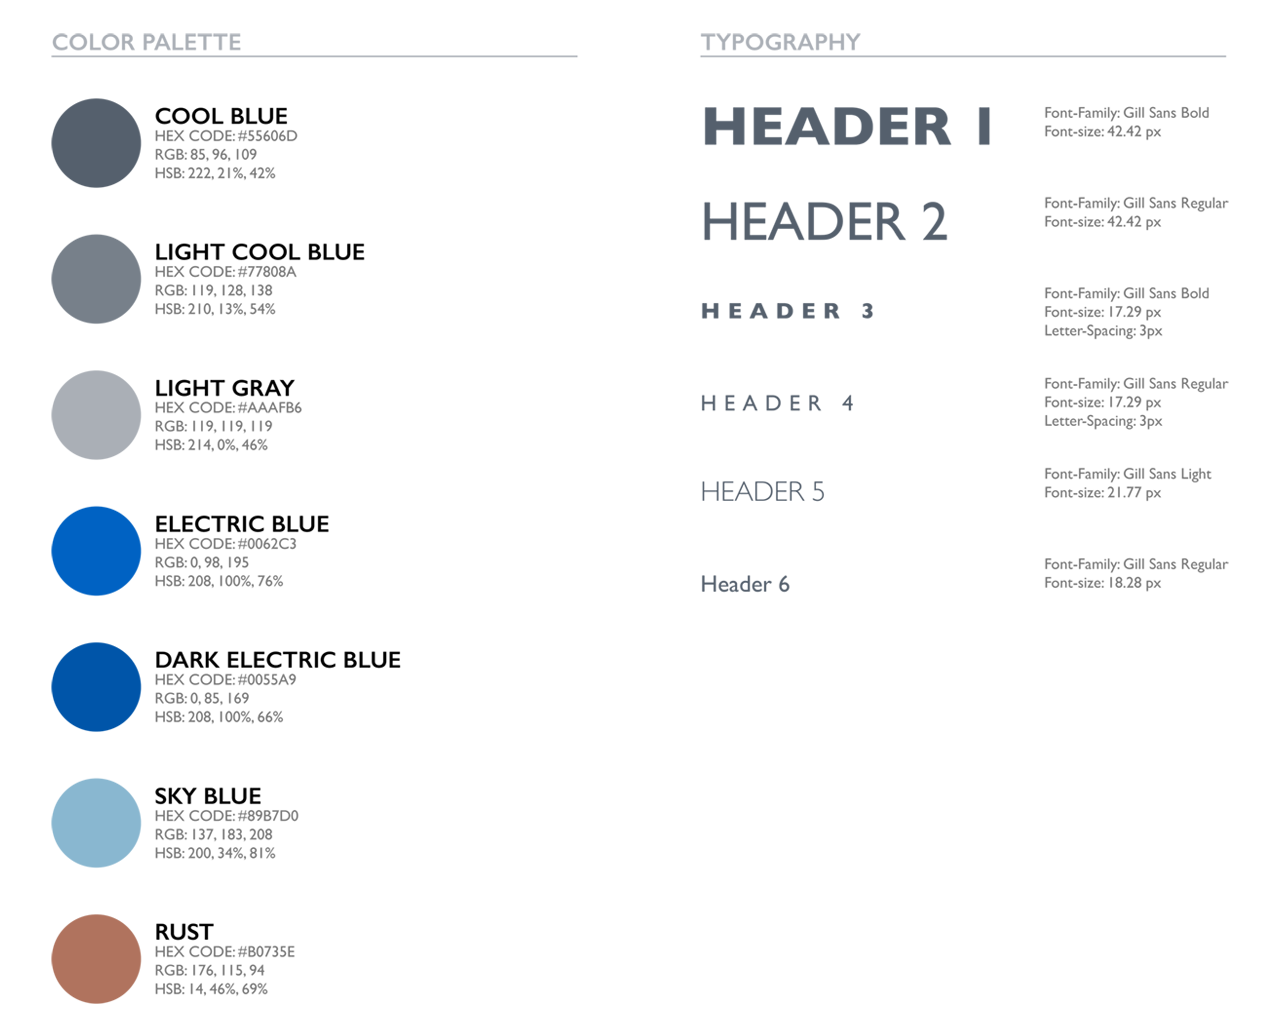 COLOR PALETTE
COOL BLUE
HEX CODE: #55606D
RGB: 85, 96, 109
HSB: 222, 21%, 42%
LIGHT COOL BLUE
HEX CODE: #77808A
RGB: 119, 128, 138
HSB: 210, 13%, 54%
LIGHT GRAY
HEX CODE: #AAAFB6
RGB: 119, 119, 119
HSB: 214, 0%, 46%
ELECTRIC BLUE
HEX CODE: #0062C3
RGB: 0, 98, 195
HSB: 208, 100%, 76%
DARK ELECTRIC BLUE
HEX CODE: #0055A9
RGB: 0, 85, 169
HSB: 208, 100%, 66%
SKY BLUE
HEX CODE: #89B7D0
RGB: 137, 183, 208
HSB: 200, 34%, 81%
RUST
HEX CODE: #B0735E
RGB: 176, 115, 94
HSB: 14, 46%, 69%
TYPOGRAPHY
HEADER 1
Font-Family: Gill Sans Bold
Font-size: 42.42 px
HEADER 2
Font-Family: Gill Sans Regular
Font-size: 42.42 px
HEADER 3
Font-Family: Gill Sans Bold
Font-size: 17.29 px
Letter-Spacing: 3px
HEADER 4
Font-Family: Gill Sans Regular
Font-size: 17.29 px
Letter-Spacing: 3px
HEADER 5
Font-Family: Gill Sans Light
Font-size: 21.77 px
Header 6
Font-Family: Gill Sans Regular
Font-size: 18.28 px